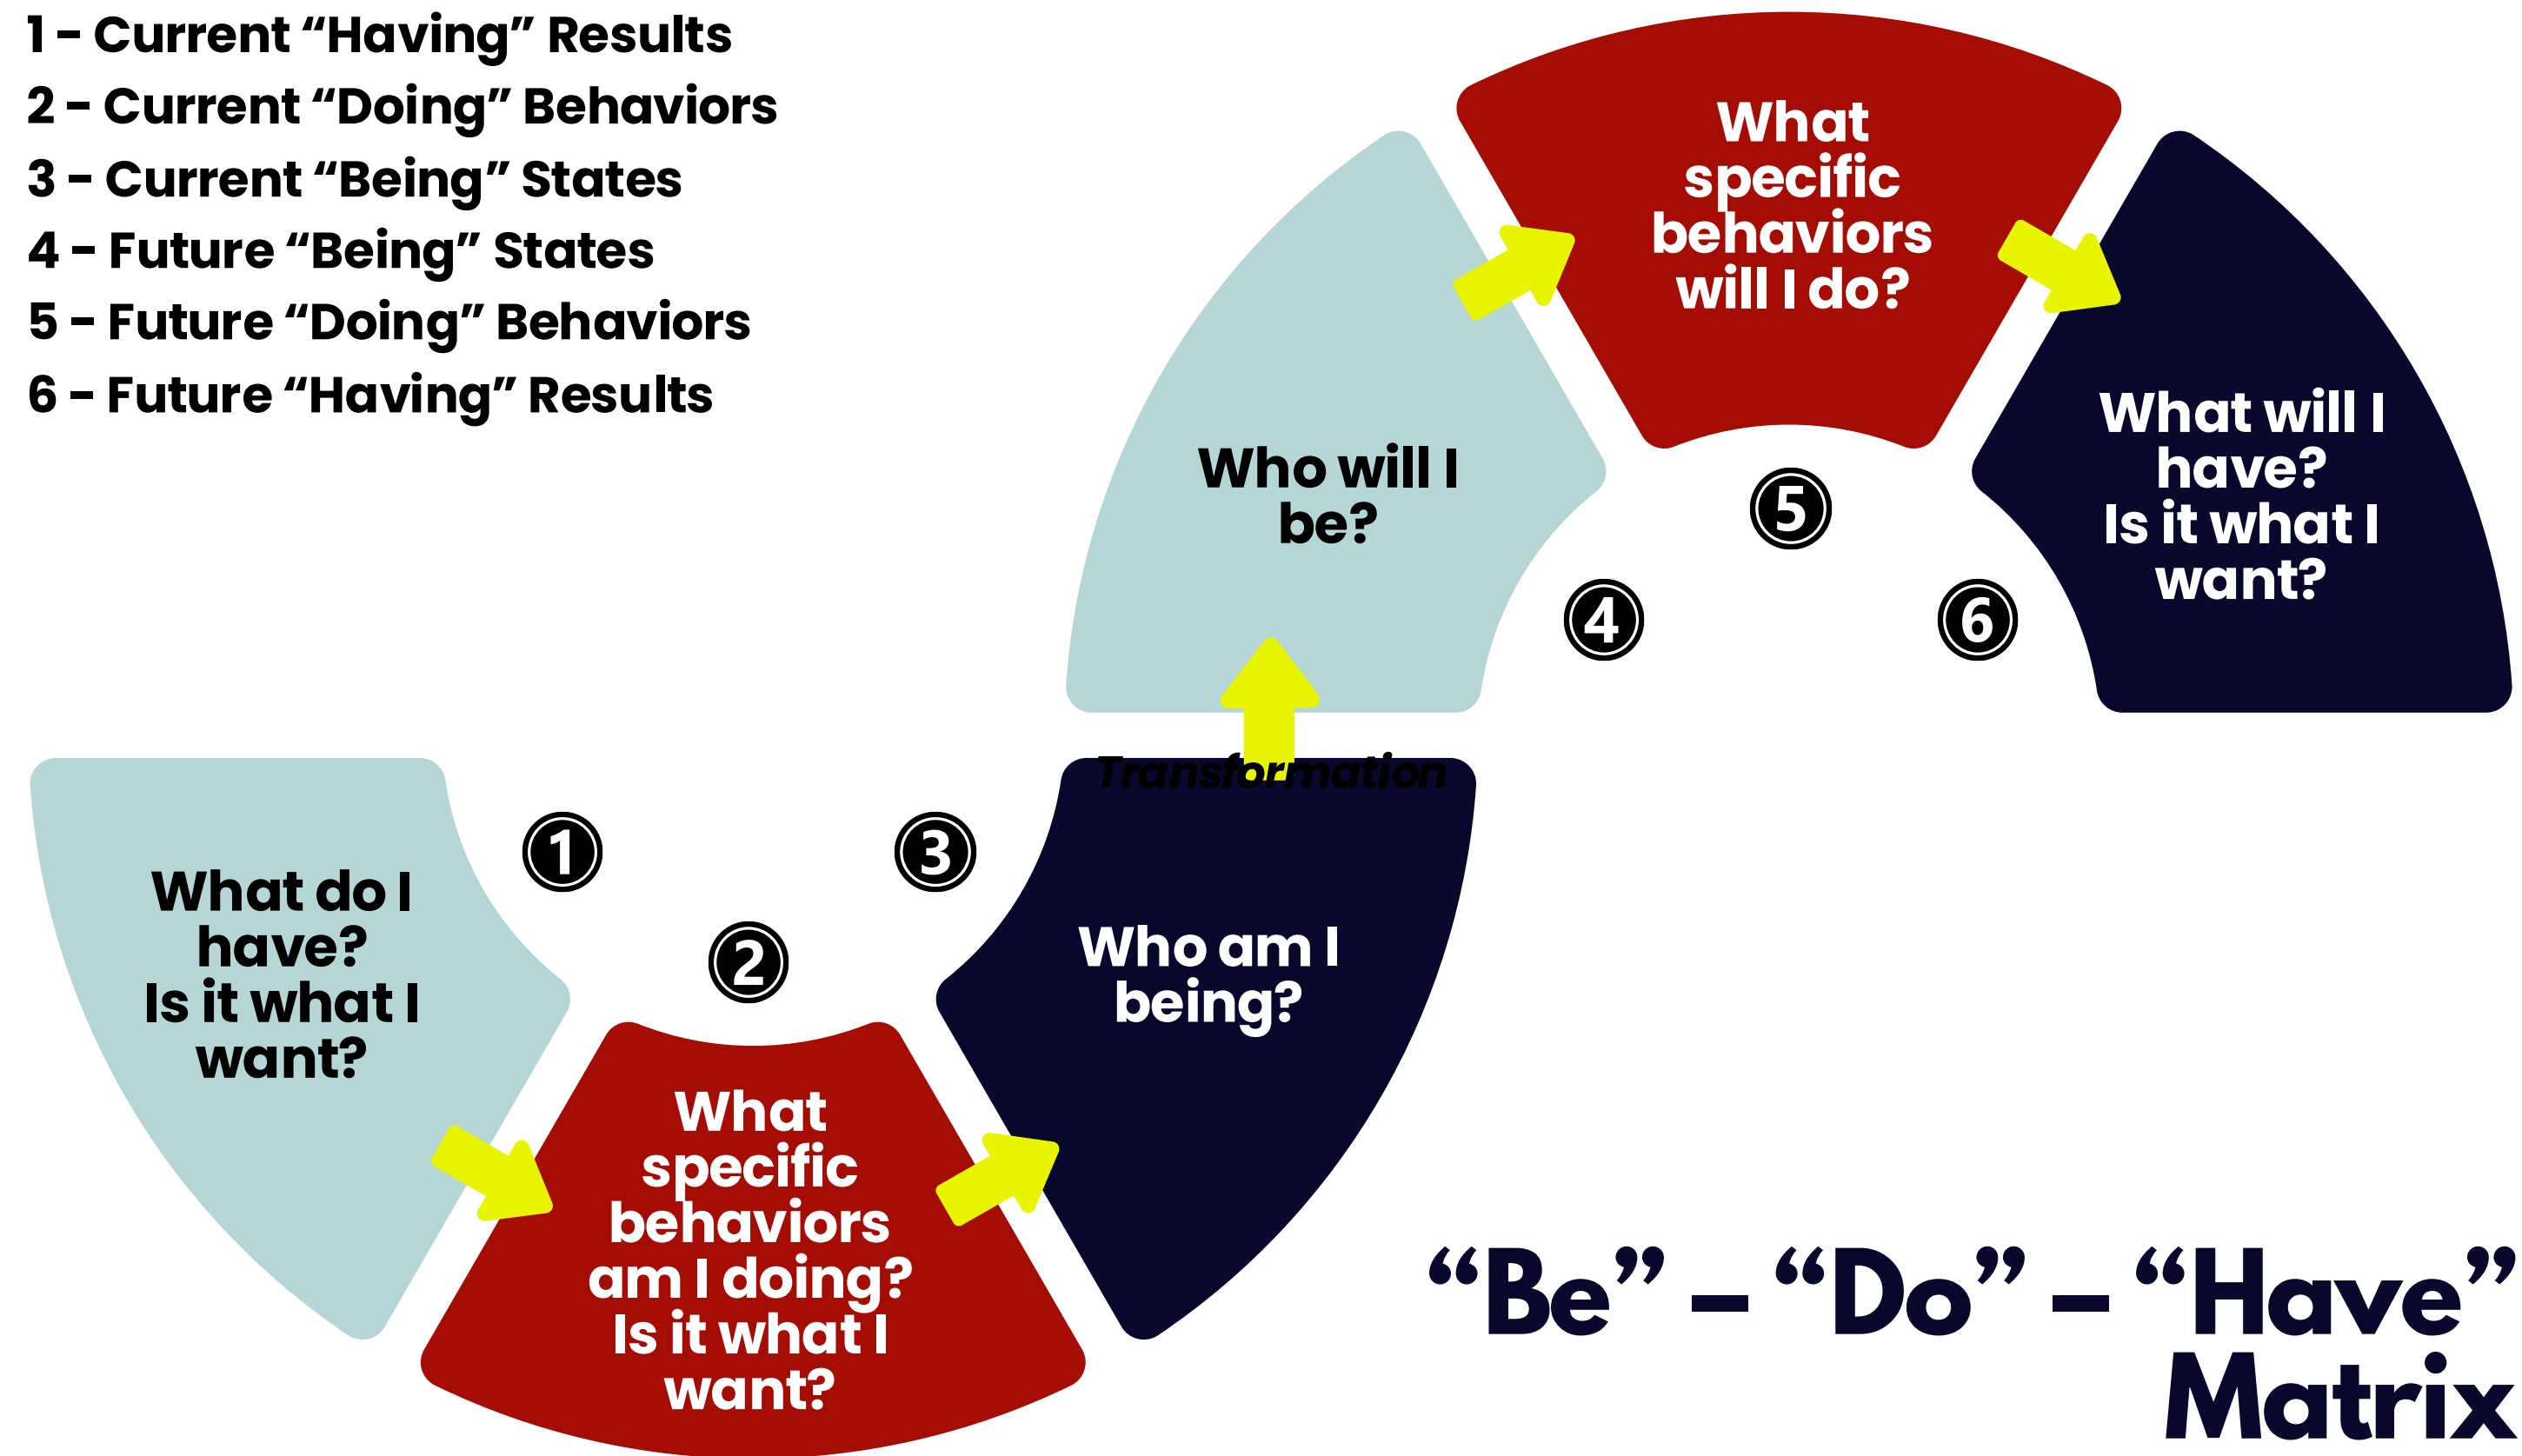 1 - Current “Having” Results
2 - Current “Doing” Behaviors
3 - Current “Being” States
4 - Future “Being” States
5 - Future “Doing” Behaviors
6 - Future “Having” Results
What do I
have?
Is it what I
want?
1
What
specific
behaviors
am I doing?
Is it what I
want?
2
Who am I
being?
3
Transformation
Who will I
be?
4
What
specific
behaviors
will I do?
5
What will I
have?
Is it what I
want?
6
“Be” – “Do” – “Have”
Matrix